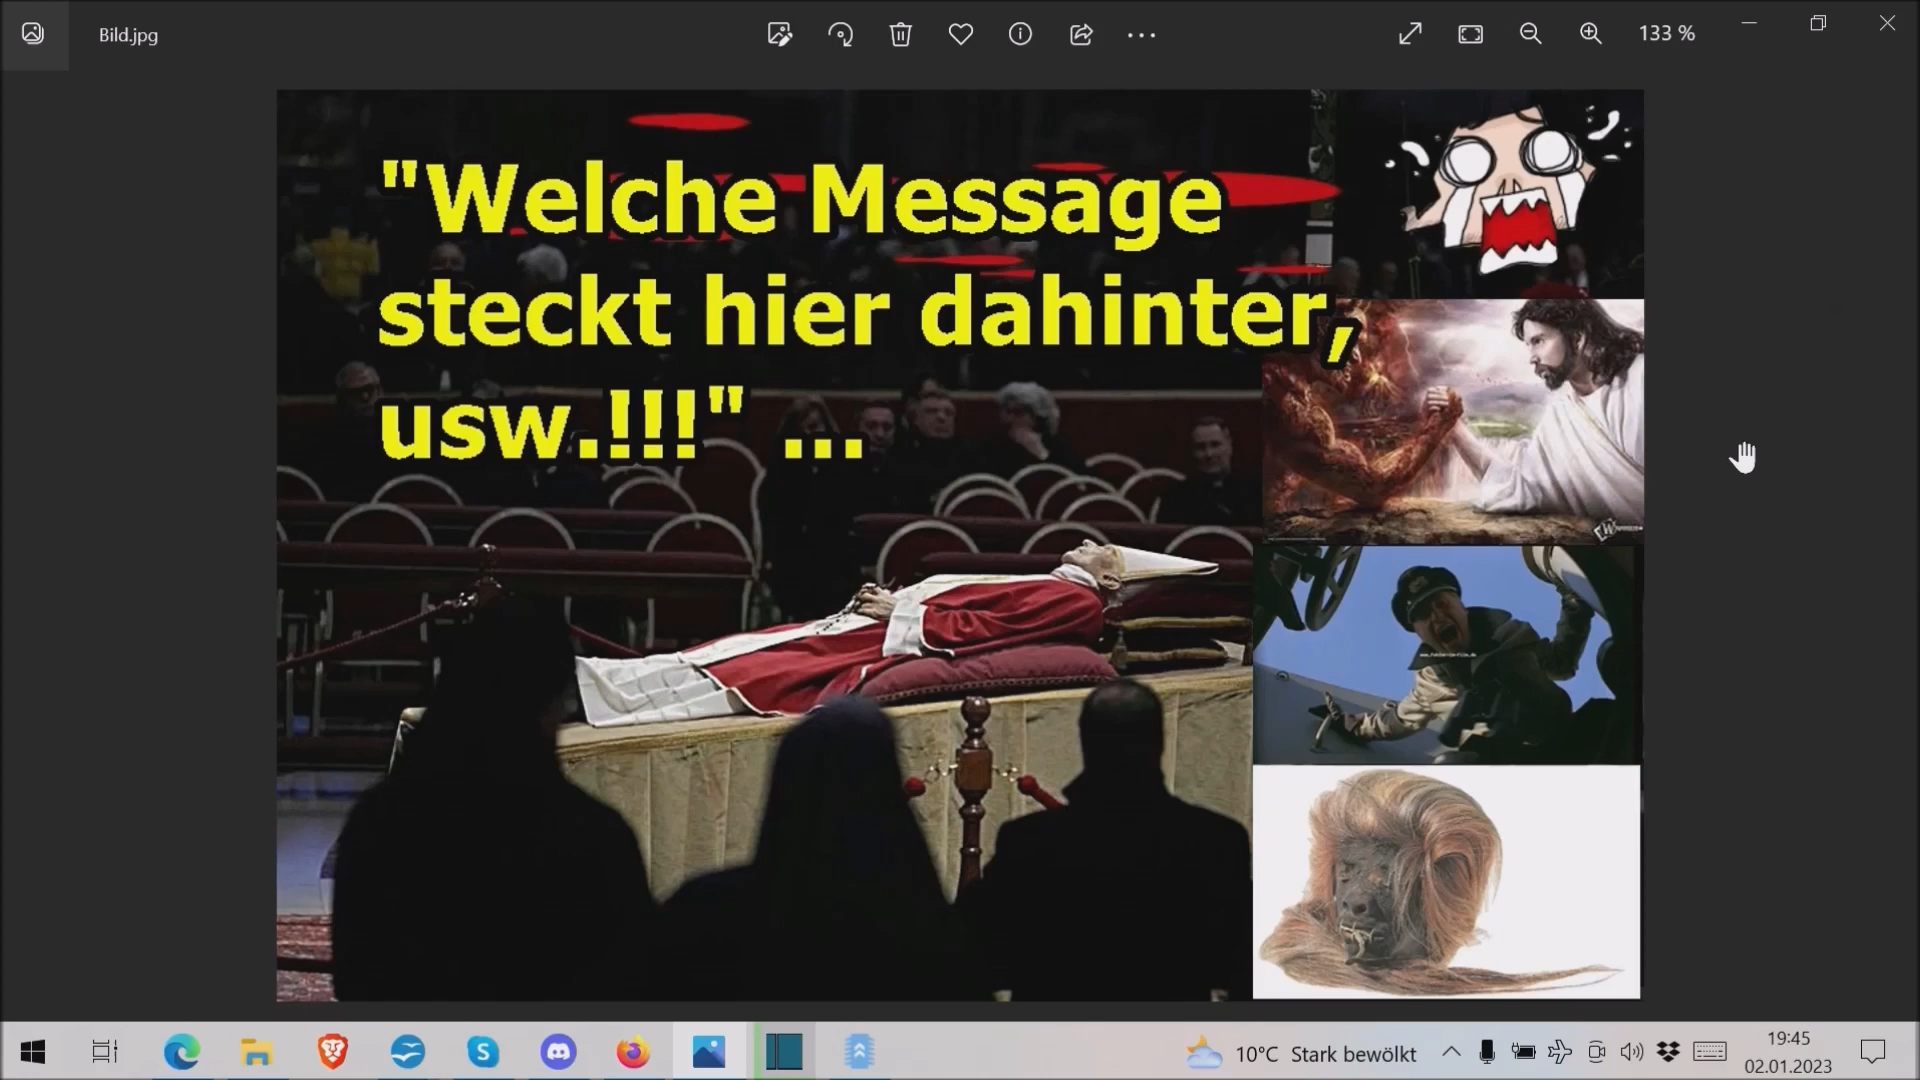 Bild.jpg
133 %
"Welche Message
steckt hier dahinter,
usw.!!!" ...
10°C Stark bewölkt
19:45
02.01.2023